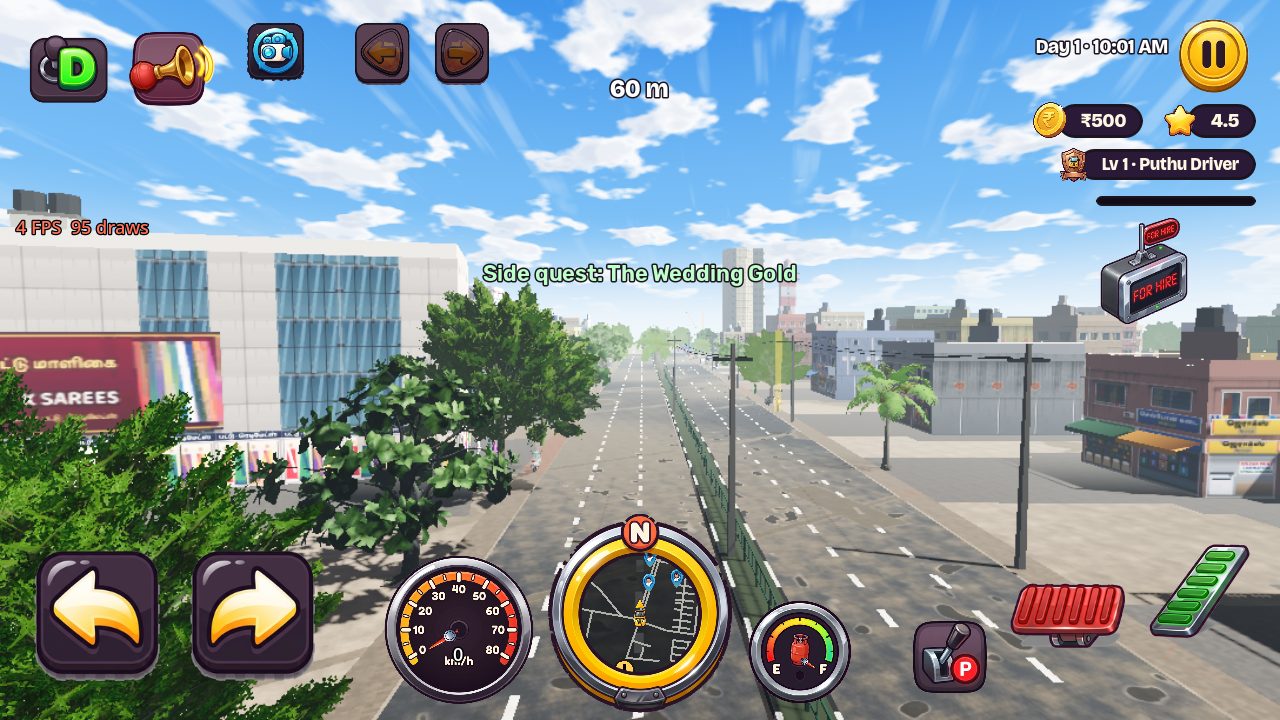 D
Day 1 · 10:01 AM
60 m
₹500
4.5
Lv 1 · Puthu Driver
4 FPS 95 draws
FOR HIRE
FOR HIRE
Side quest: The Wedding Gold
ட்டு மாளிகை
K SAREES
N
0 10 20 30 40 50 60 70 80
0
km/h
E F
P